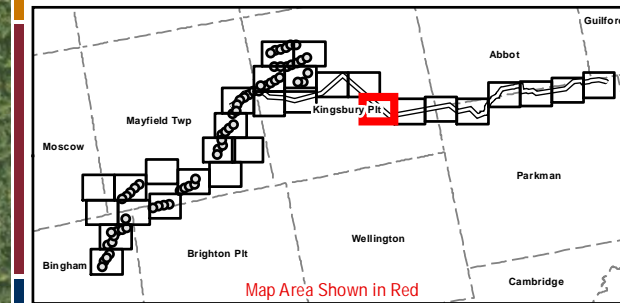 Guilford
Abbot
Kingsbury Plt
Mayfield Twp
Moscow
Parkman
Wellington
Brighton Plt
Bingham
Cambridge
Map Area Shown in Red